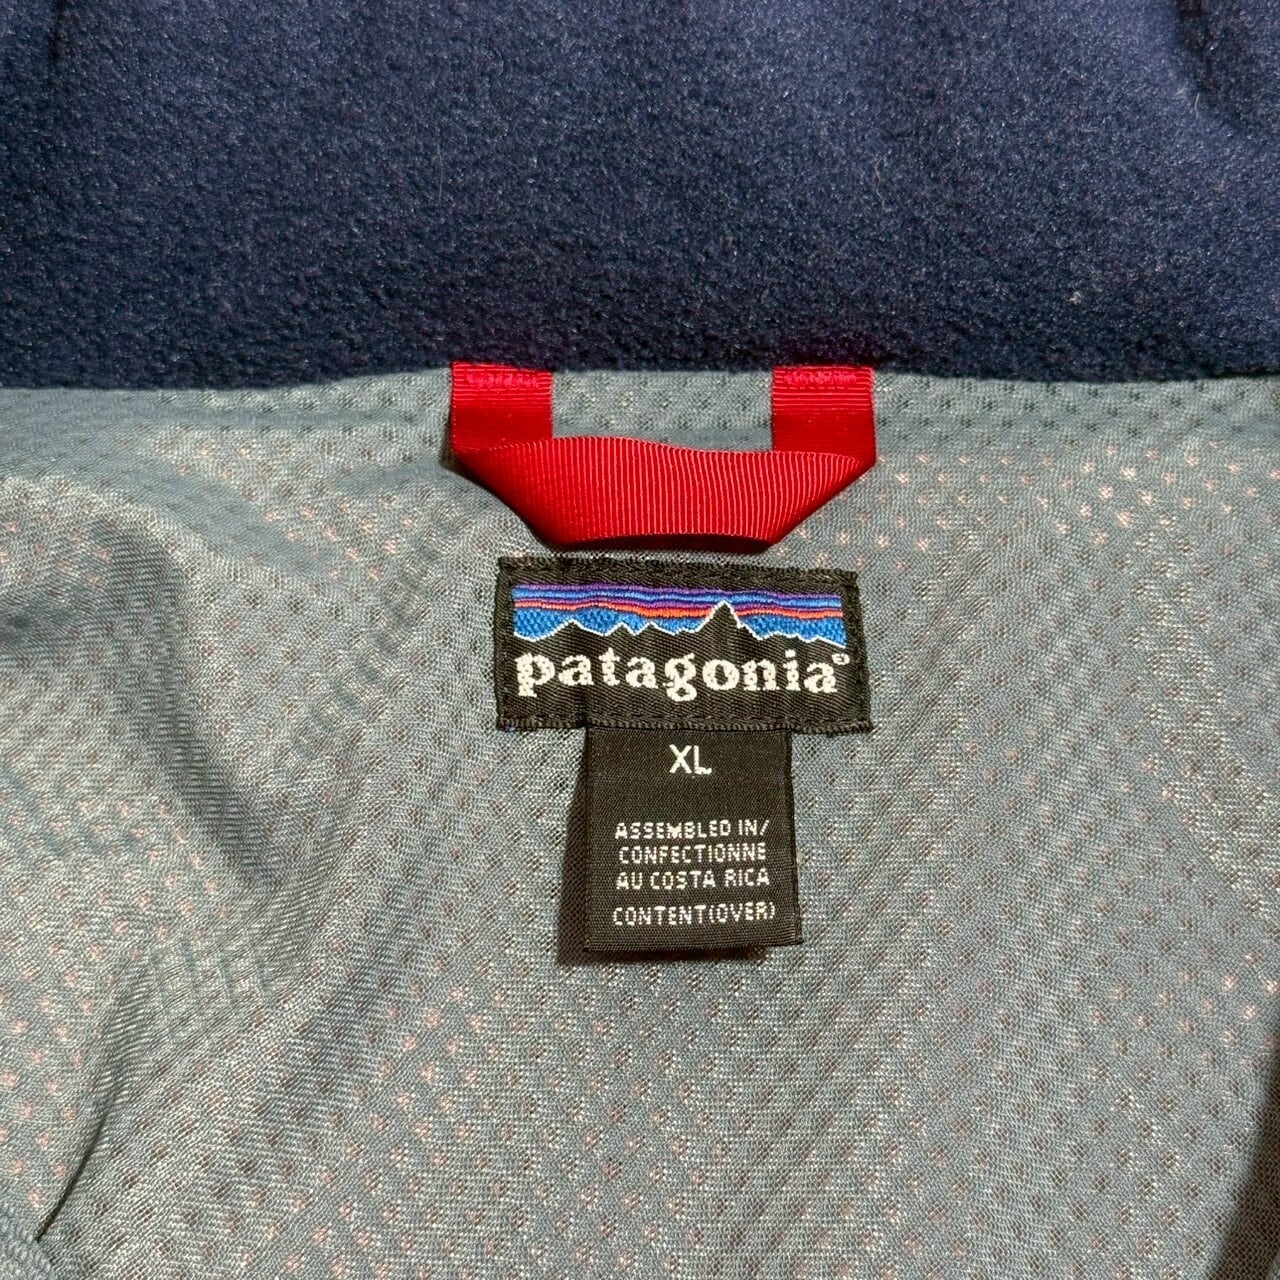 patagonia®
XL
ASSEMBLED IN/
CONFECTIONNE
AU COSTA RICA
CONTENT(OVER)